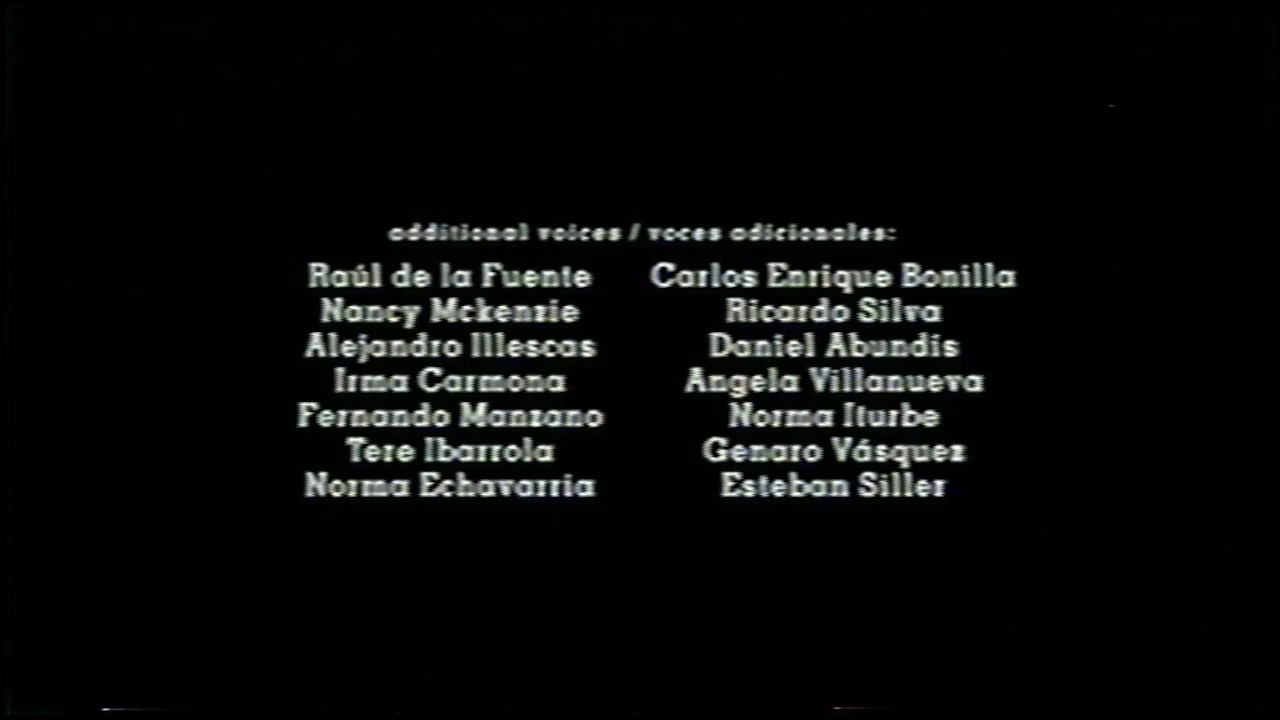 additional voices / voces adicionales:
Raúl de la Fuente Carlos Enrique Bonilla
Nancy Mckenzie Ricardo Silva
Alejandro Illescas Daniel Abundis
Irma Carmona Angela Villanueva
Fernando Manzano Norma Iturbe
Tere Ibarrola Genaro Vásquez
Norma Echavarria Esteban Siller